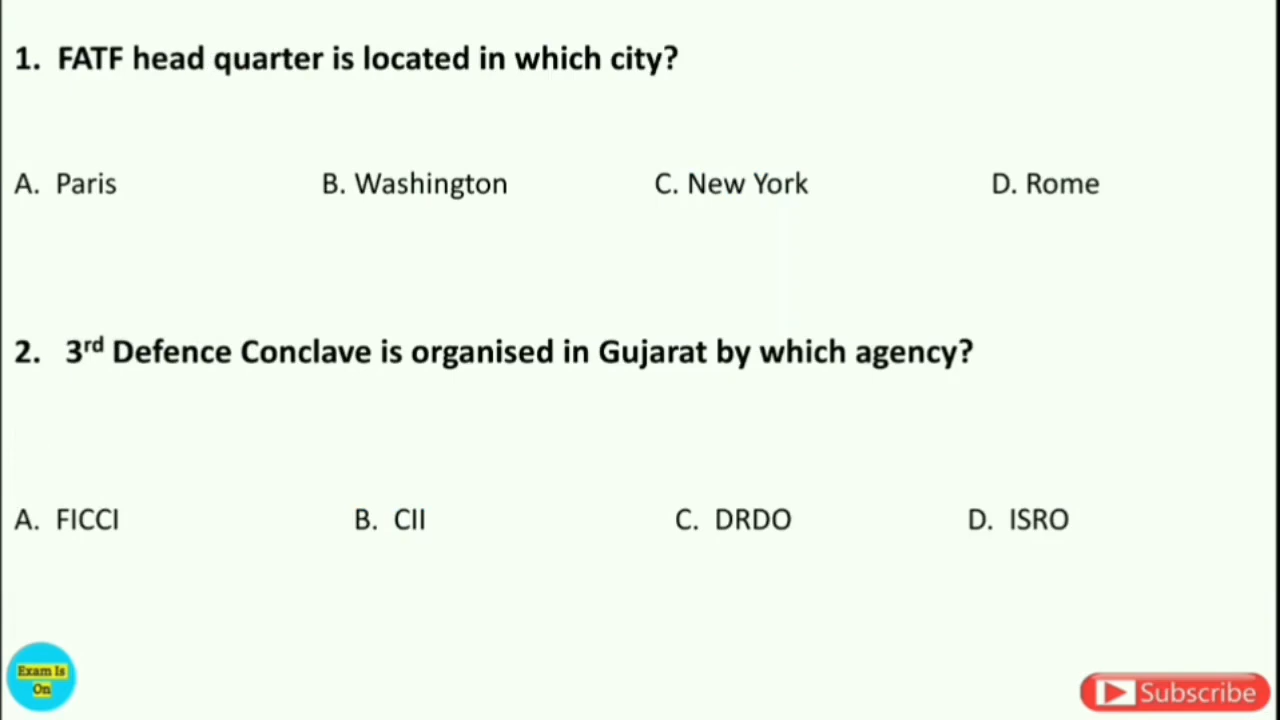 1. FATF head quarter is located in which city?
A. Paris B. Washington C. New York D. Rome
2. 3rd Defence Conclave is organised in Gujarat by which agency?
A. FICCI B. CII C. DRDO D. ISRO
Exam Is
On
Subscribe